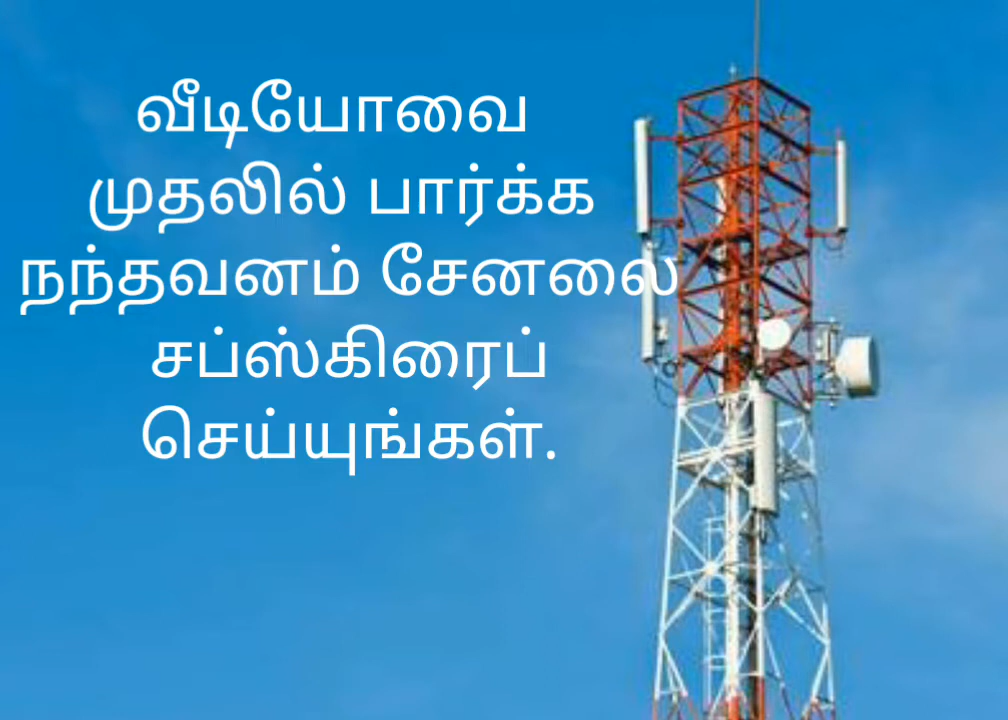 வீடியோவை
முதலில் பார்க்க
நந்தவனம் சேனலை
சப்ஸ்கிரைப்
செய்யுங்கள்.